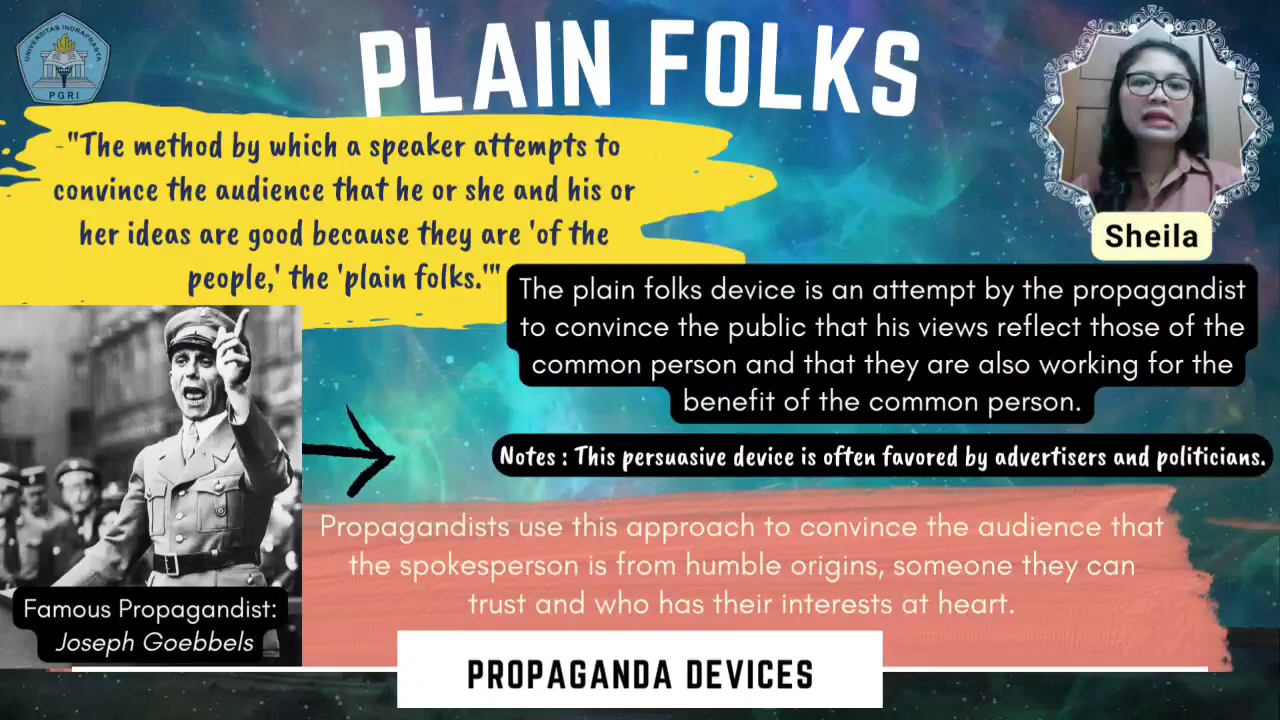 UNIVERSITAS INDRAPRASTA
PGRI
PLAIN FOLKS
"The method by which a speaker attempts to
convince the audience that he or she and his or
her ideas are good because they are 'of the
people,' the 'plain folks.'"
Sheila
The plain folks device is an attempt by the propagandist
to convince the public that his views reflect those of the
common person and that they are also working for the
benefit of the common person.
Notes : This persuasive device is often favored by advertisers and politicians.
Propagandists use this approach to convince the audience that
the spokesperson is from humble origins, someone they can
trust and who has their interests at heart.
Famous Propagandist:
Joseph Goebbels
PROPAGANDA DEVICES